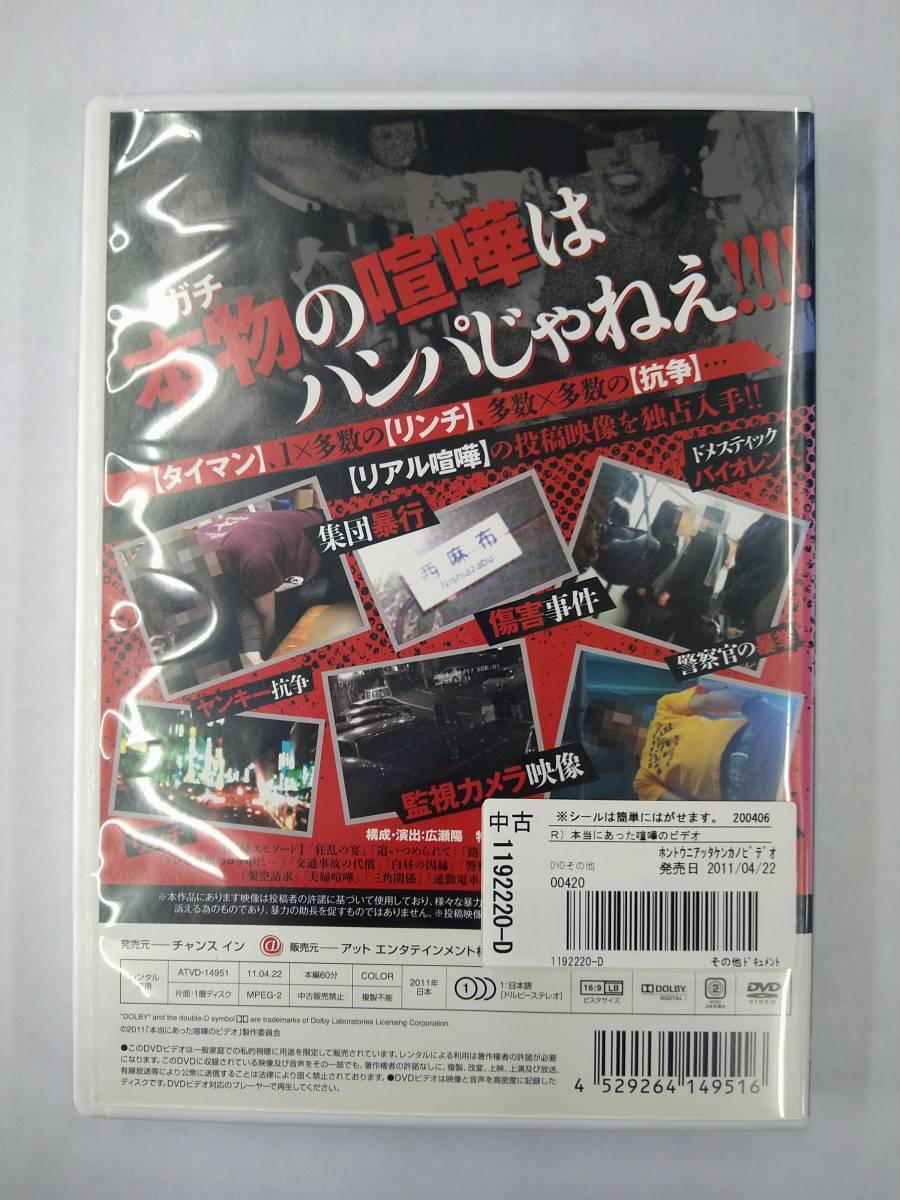 ガチ
本物の喧嘩は
ハンパじゃねえ!!!!
【タイマン】、1×多数の【リンチ】、多数×多数の【抗争】…
【リアル喧嘩】の投稿映像を独占入手!!
ドメスティック
バイオレン
集団暴行
西麻布
Nishiazabu
傷害事件
警察官の
ヤンキー抗争
監視カメラ映像
構成・演出:広瀬陽
エピソード】「狂乱の宴」「追いつめられて」「路
「交通事故の代償」「白昼の因縁」「警
「架空請求」「夫婦喧嘩」「三角関係」「通勤電車
※本作品にあります映像は投稿者の許諾に基づいて使用しており、様々な暴力
訴える為のものであり、暴力の助長を促すものではありません。※投稿映像
中古
1192220-D
※シールは簡単にはがせます。 200406
R) 本当にあった喧嘩のビデオ
ホントウニアッタケンカノビデオ
DVDその他
発売日 2011/04/22
00420
1192220-D
その他ドキュメント
発売元──チャンス イン
販売元──アット エンタテインメント株
レンタル専用
ATVD-14951
11.04.22
本編60分
COLOR
2011年
日本
1:日本語
[ドルビーステレオ]
16:9 LB
ビスタサイズ
DOLBY
DIGITAL
2
DVD
VIDEO
片面・1層ディスク
MPEG-2
中古販売禁止
複製不能
"DOLBY" and the double-D symbol are trademarks of Dolby Laboratories Licensing Corporation.
©2011「本当にあった喧嘩のビデオ」製作委員会
●このDVDビデオは一般家庭での私的視聴に用途を限定して販売されています。レンタルによる利用は著作権者の許諾が必要
になります。このDVDに収録されている映像及び音声をその一部でも、著作権者の許諾なしに、複製、改変、上映、上演及び放送、
有線放送等により公衆に送信することは法律により固く禁止されております。●DVDビデオは映像と音声を高密度に記録した
ディスクです。DVDビデオ対応のプレーヤーで再生してください。
4 529264 149516